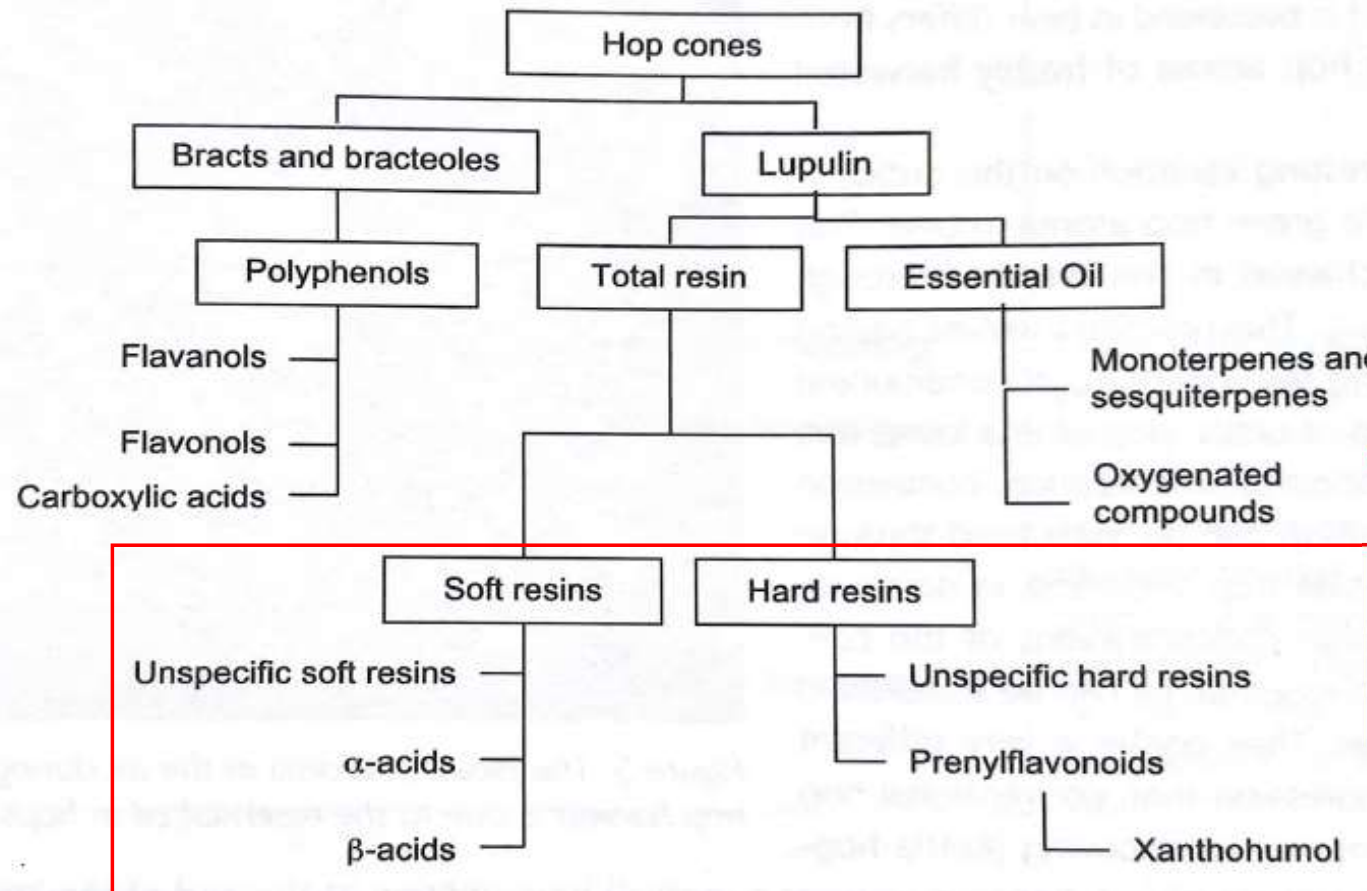 Hop cones
Bracts and bracteoles
Lupulin
Polyphenols
Total resin
Essential Oil
Flavanols
Flavonols
Carboxylic acids
Monoterpenes and
sesquiterpenes
Oxygenated
compounds
Soft resins
Hard resins
Unspecific soft resins
α-acids
β-acids
Unspecific hard resins
Prenylflavonoids
Xanthohumol